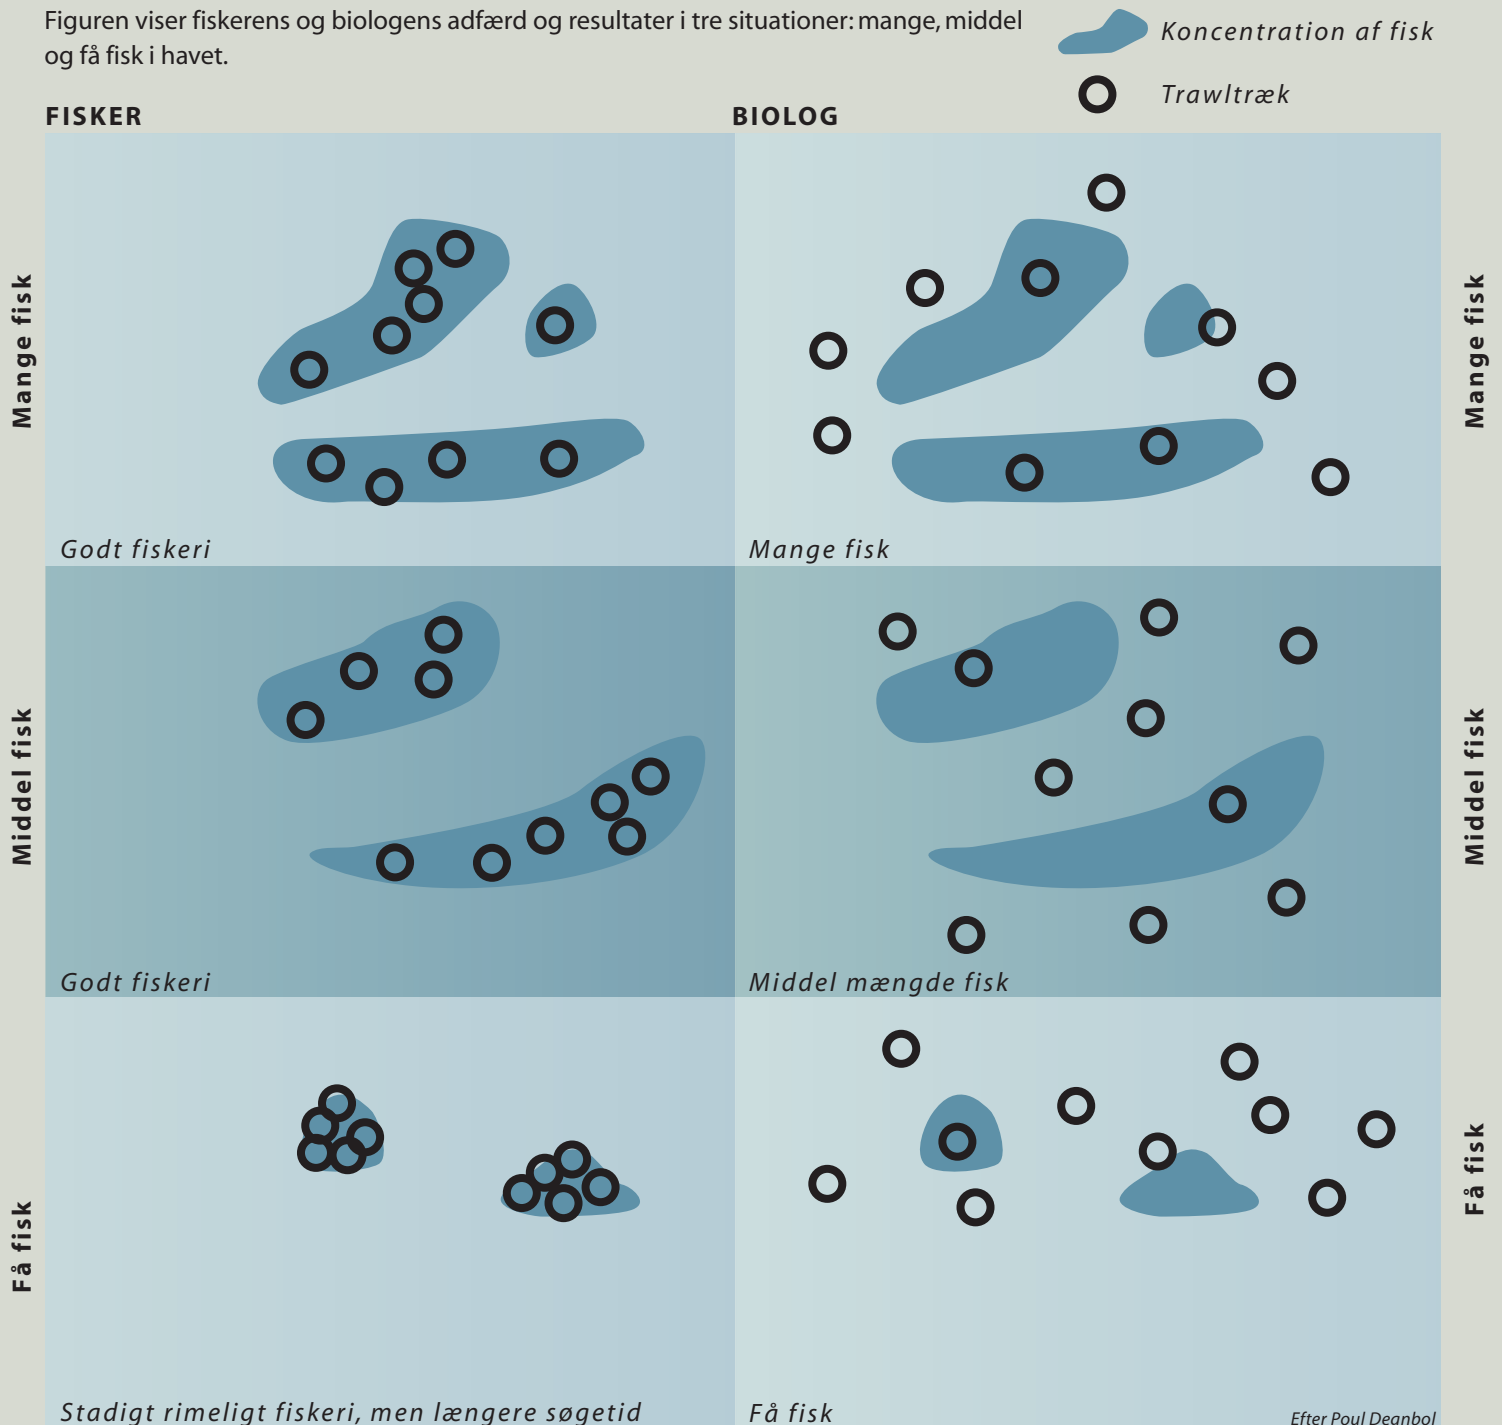 Figuren viser fiskerens og biologens adfærd og resultater i tre situationer: mange, middel
og få fisk i havet.
Koncentration af fisk
Trawltræk
FISKER
BIOLOG
Mange fisk
Mange fisk
Godt fiskeri
Mange fisk
Middel fisk
Middel fisk
Godt fiskeri
Middel mængde fisk
Få fisk
Få fisk
Stadigt rimeligt fiskeri, men længere søgetid
Få fisk
Efter Poul Degnbol